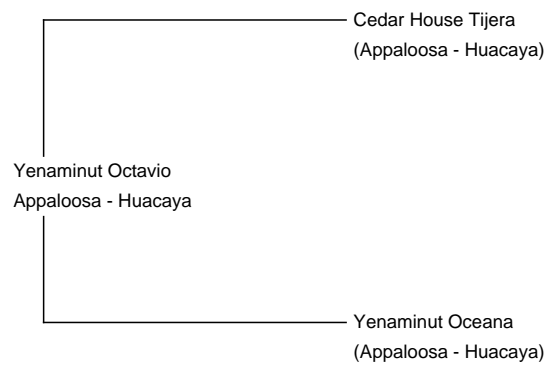 Cedar House Tijera
(Appaloosa - Huacaya)
Yenaminut Octavio
Appaloosa - Huacaya
Yenaminut Oceana
(Appaloosa - Huacaya)